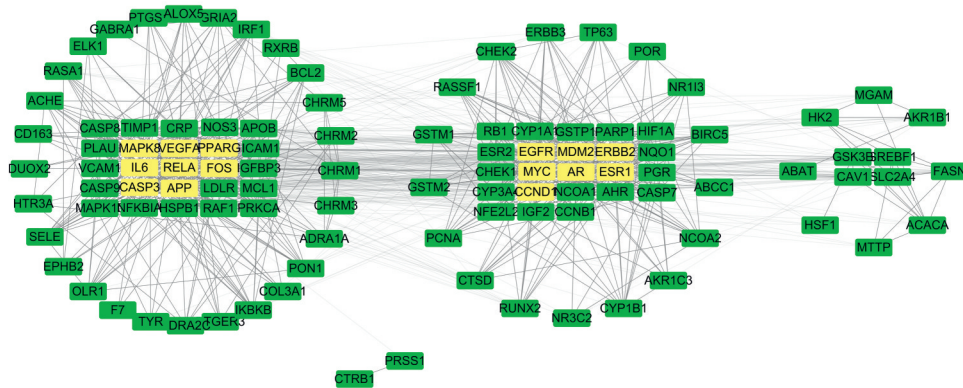 ALOX5
PTGS
GRIA2
GABRA1
IRF1
ELK1
RXRB
RASA1
BCL2
ACHE
CHRM5
CD163
CHRM2
DUOX2
CHRM1
HTR3A
CHRM3
SELE
ADRA1A
EPHB2
PON1
OLR1
COL3A1
F7
IKBKB
TYR
DRA2C
TGER3
CASP8 TIMP1 CRP NOS3 APOB
PLAU MAPK8 VEGFA PPARG ICAM1
VCAM1 IL6 RELA FOS IGFBP3
CASP9 CASP3 APP LDLR MCL1
MAPK1 NFKBIA HSPB1 RAF1 PRKCA
ERBB3
TP63
CHEK2
POR
RASSF1
NR1I3
GSTM1
BIRC5
GSTM2
ABCC1
PCNA
NCOA2
CTSD
AKR1C3
RUNX2
CYP1B1
NR3C2
RB1 CYP1A1 GSTP1 PARP1 HIF1A
ESR2 EGFR MDM2 ERBB2 NQO1
CHEK1 MYC AR ESR1 PGR
CYP3A4 CCND1 NCOA1 AHR CASP7
NFE2L2 IGF2 CCNB1
MGAM
HK2
AKR1B1
GSK3B SREBF1
ABAT CAV1 SLC2A4 FASN
HSF1
ACACA
MTTP
PRSS1
CTRB1